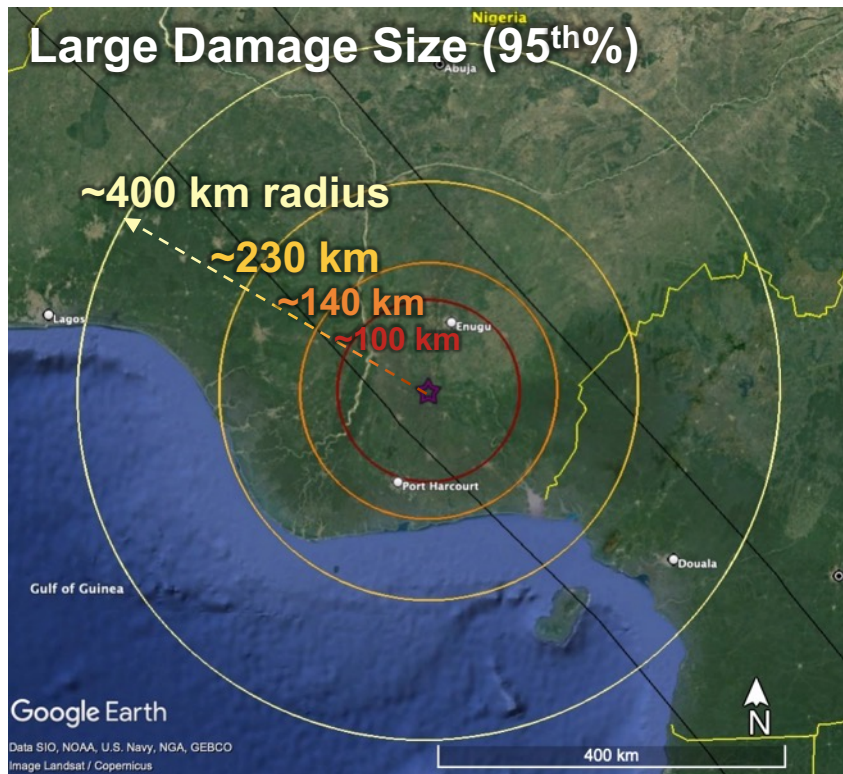 Nigeria
Large Damage Size (95th%)
Abuja
~400 km radius
~230 km
~140 km
Lagos
Enugu
~100 km
Port Harcourt
Douala
Gulf of Guinea
Google Earth
N
Data SIO, NOAA, U.S. Navy, NGA, GEBCO
Image Landsat / Copernicus
400 km